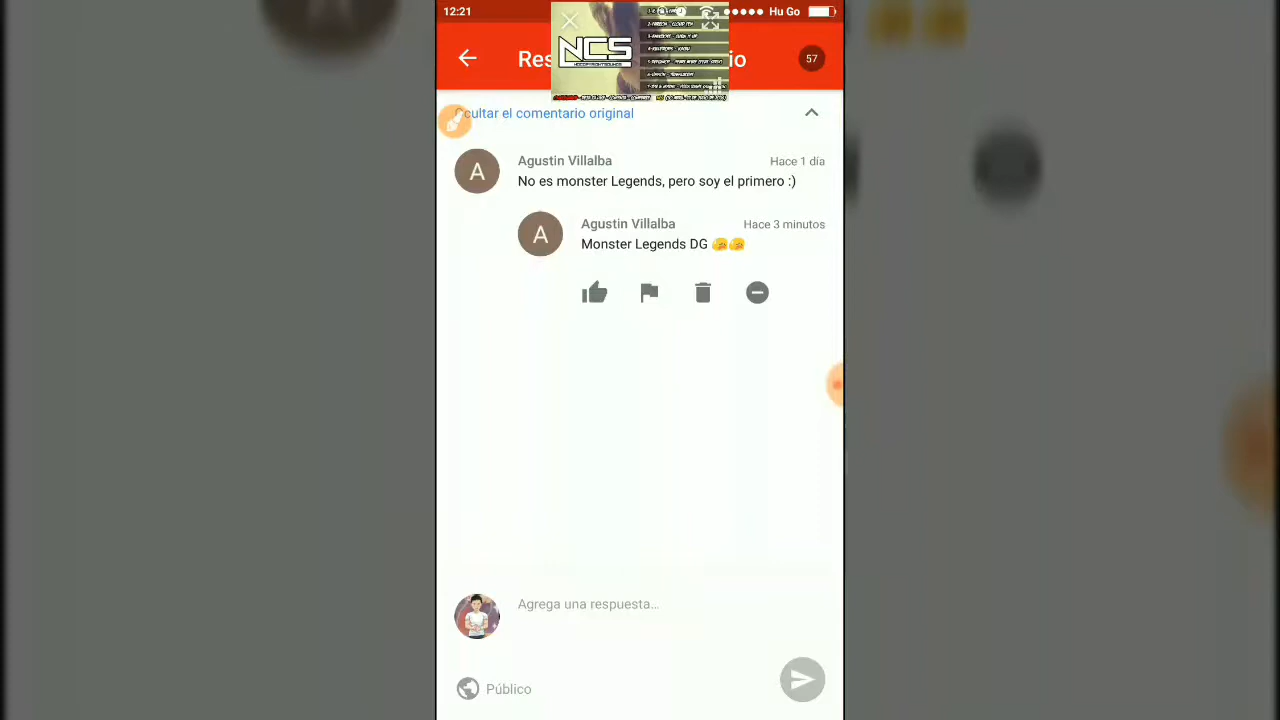 12:21
Hu Go
NCS
57
cultar el comentario original
A
Agustin Villalba
Hace 1 día
No es monster Legends, pero soy el primero :)
A
Agustin Villalba
Hace 3 minutos
Monster Legends DG
Agrega una respuesta...
Público